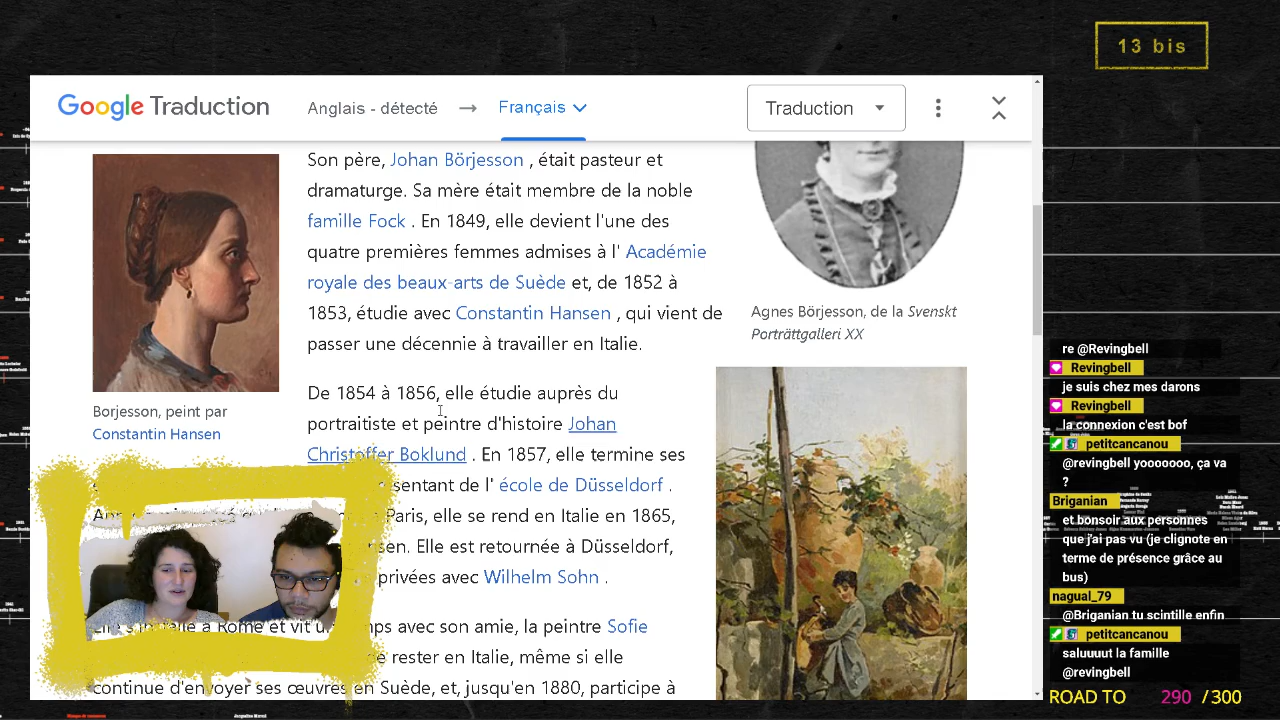 13 bis
Google Traduction
Anglais - détecté → Français
Traduction
Son père, Johan Börjesson , était pasteur et
dramaturge. Sa mère était membre de la noble
famille Fock . En 1849, elle devient l'une des
quatre premières femmes admises à l' Académie
royale des beaux-arts de Suède et, de 1852 à
1853, étudie avec Constantin Hansen , qui vient de
passer une décennie à travailler en Italie.
Borjesson, peint par
Constantin Hansen
De 1854 à 1856, elle étudie auprès du
portraitiste et peintre d'histoire Johan
Christoffer Boklund . En 1857, elle termine ses
sentant de l' école de Düsseldorf .
Paris, elle se rend en Italie en 1865,
sen. Elle est retournée à Düsseldorf,
privées avec Wilhelm Sohn .
à Rome et vit un
mps avec son amie, la peintre Sofie
e rester en Italie, même si elle
continue d'envoyer ses œuvres en Suède, et, jusqu'en 1880, participe à
Agnes Börjesson, de la Svenskt
Porträttgalleri XX
re @Revingbell
Revingbell
je suis chez mes darons
Revingbell
la connexion c'est bof
petitcancanou
@revingbell yooooooo, ça va
?
Briganian
et bonsoir aux personnes
que j'ai pas vu (je clignote en
terme de présence grâce au
bus)
nagual_79
@Briganian tu scintille enfin
petitcancanou
saluuuut la famille
@revingbell
ROAD TO 290 /300